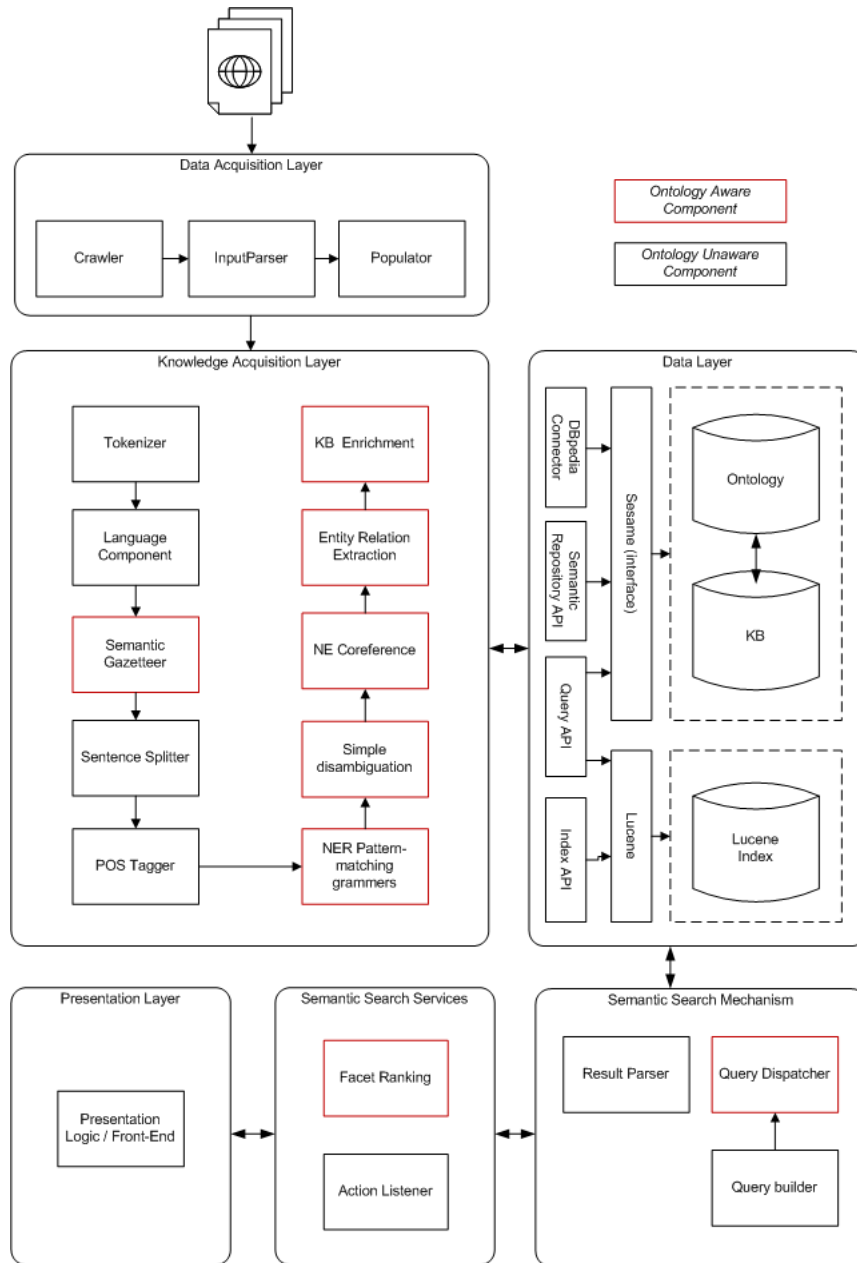 Data Acquisition Layer
Crawler
InputParser
Populator
Ontology Aware
Component
Ontology Unaware
Component
Knowledge Acquisition Layer
Tokenizer
Language
Component
Semantic
Gazetteer
Sentence Splitter
POS Tagger
KB Enrichment
Entity Relation
Extraction
NE Coreference
Simple
disambiguation
NER Pattern-
matching
grammers
Data Layer
DBpedia
Connector
Semantic
Repository API
Query API
Index API
Sesame (interface)
Lucene
Ontology
KB
Lucene
Index
Presentation Layer
Presentation
Logic / Front-End
Semantic Search Services
Facet Ranking
Action Listener
Semantic Search Mechanism
Result Parser
Query Dispatcher
Query builder